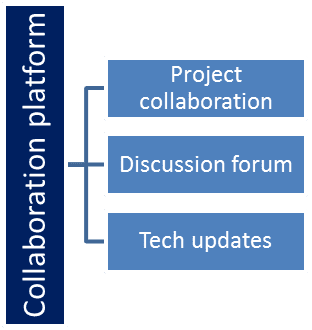 Collaboration platform
Project
collaboration
Discussion forum
Tech updates